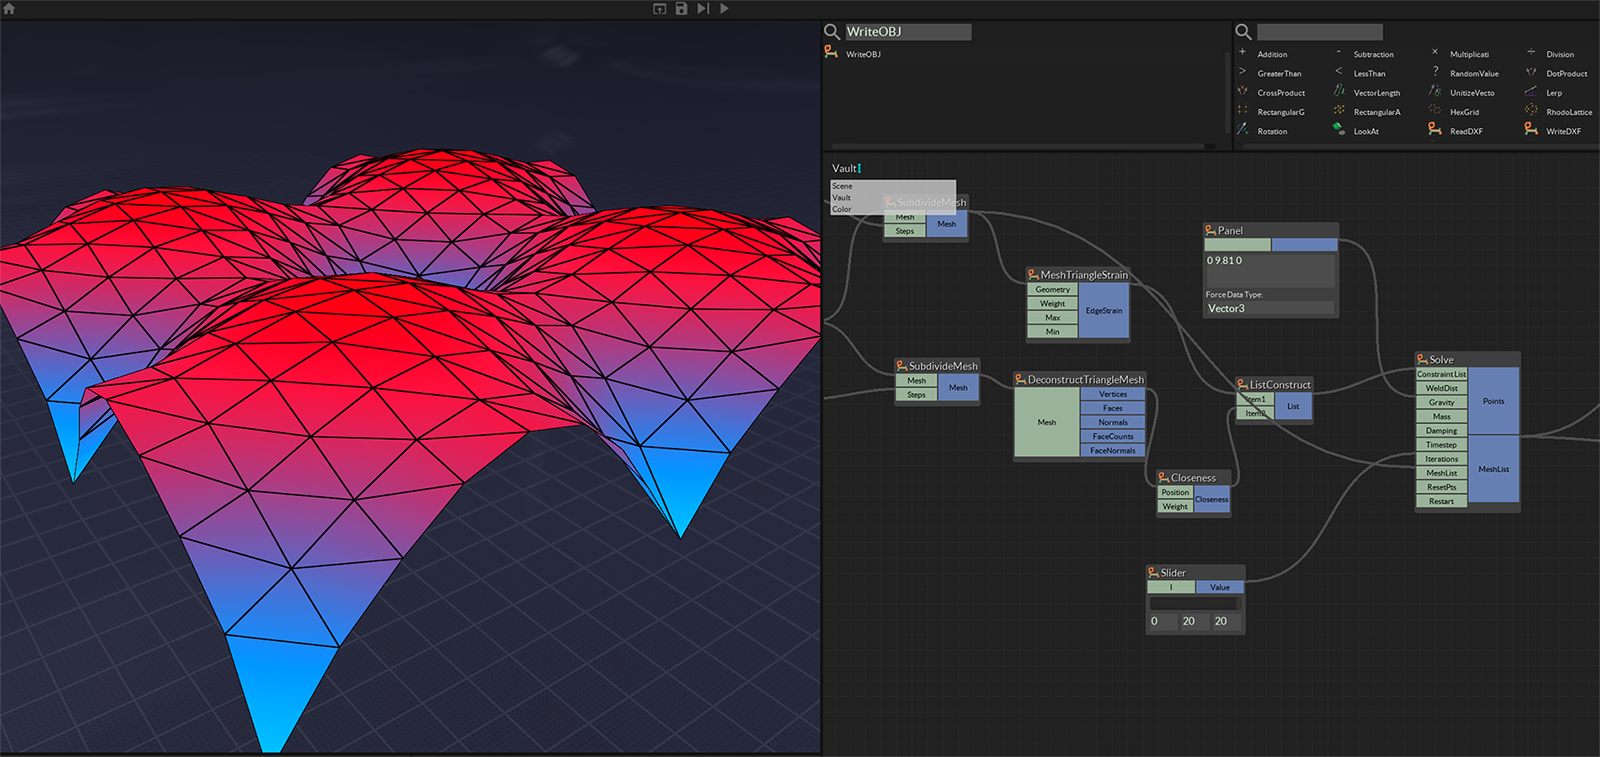 WriteOBJ
WriteOBJ
Addition Subtraction Multiplicati Division
GreaterThan LessThan RandomValue DotProduct
CrossProduct VectorLength UnitizeVecto Lerp
RectangularG RectangularA HexGrid RhodoLattice
Rotation LookAt ReadDXF WriteDXF
Vault
Scene
Vault
Color
SubdivideMesh
Mesh Mesh
Steps
Panel
0 9.81 0
Force Data Type:
Vector3
MeshTriangleStrain
Geometry
Weight
Max
Min
EdgeStrain
SubdivideMesh
Mesh Mesh
Steps
DeconstructTriangleMesh
Mesh
Vertices
Faces
Normals
FaceCounts
FaceNormals
ListConstruct
Item1
Item2
List
Closeness
Position
Weight
Closeness
Solve
Constraint List
WeldDist
Gravity
Mass
Damping
Timestep
Iterations
MeshList
ResetPts
Restart
Points
MeshList
Slider
I Value
0 20 20